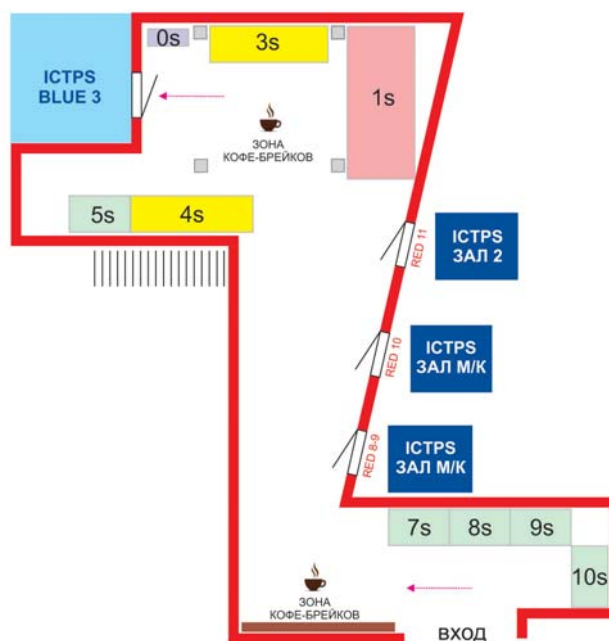 0s
3s
ICTPS
BLUE 3
1s
ЗОНА
КОФЕ-БРЕЙКОВ
5s
4s
RED 11
ICTPS
ЗАЛ 2
RED 10
ICTPS
ЗАЛ М/К
RED 8-9
ICTPS
ЗАЛ М/К
7s
8s
9s
10s
ЗОНА
КОФЕ-БРЕЙКОВ
ВХОД